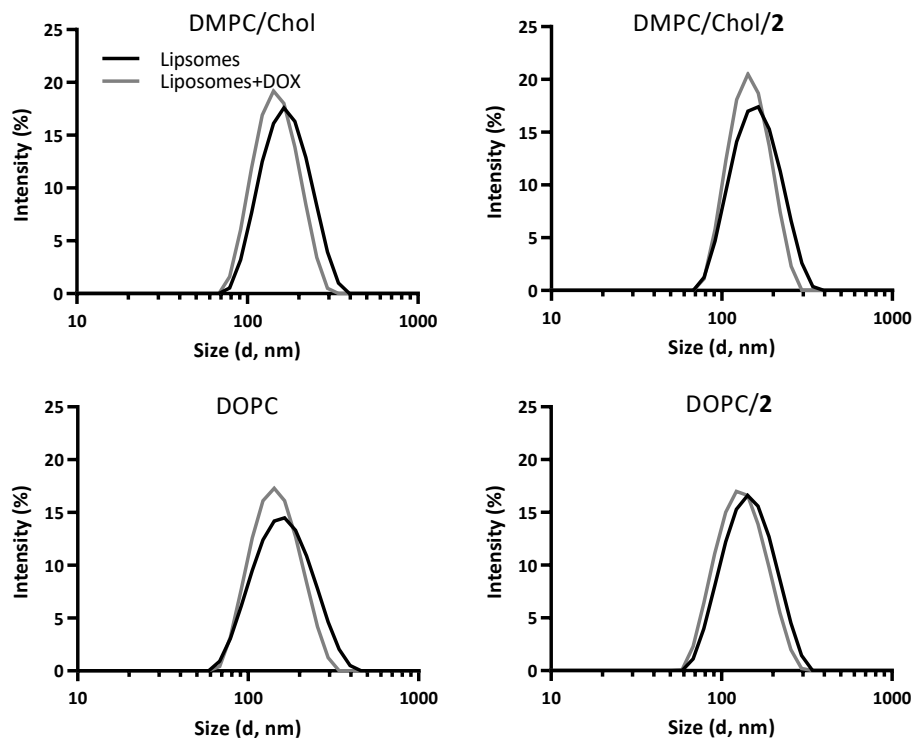 DMPC/Chol
25
20
15
10
5
0
Intensity (%)
Lipsomes
Liposomes+DOX
10
100
1000
Size (d, nm)
DMPC/Chol/2
25
20
15
10
5
0
Intensity (%)
10
100
1000
Size (d, nm)
DOPC
25
20
15
10
5
0
Intensity (%)
10
100
1000
Size (d, nm)
DOPC/2
25
20
15
10
5
0
Intensity (%)
10
100
1000
Size (d, nm)